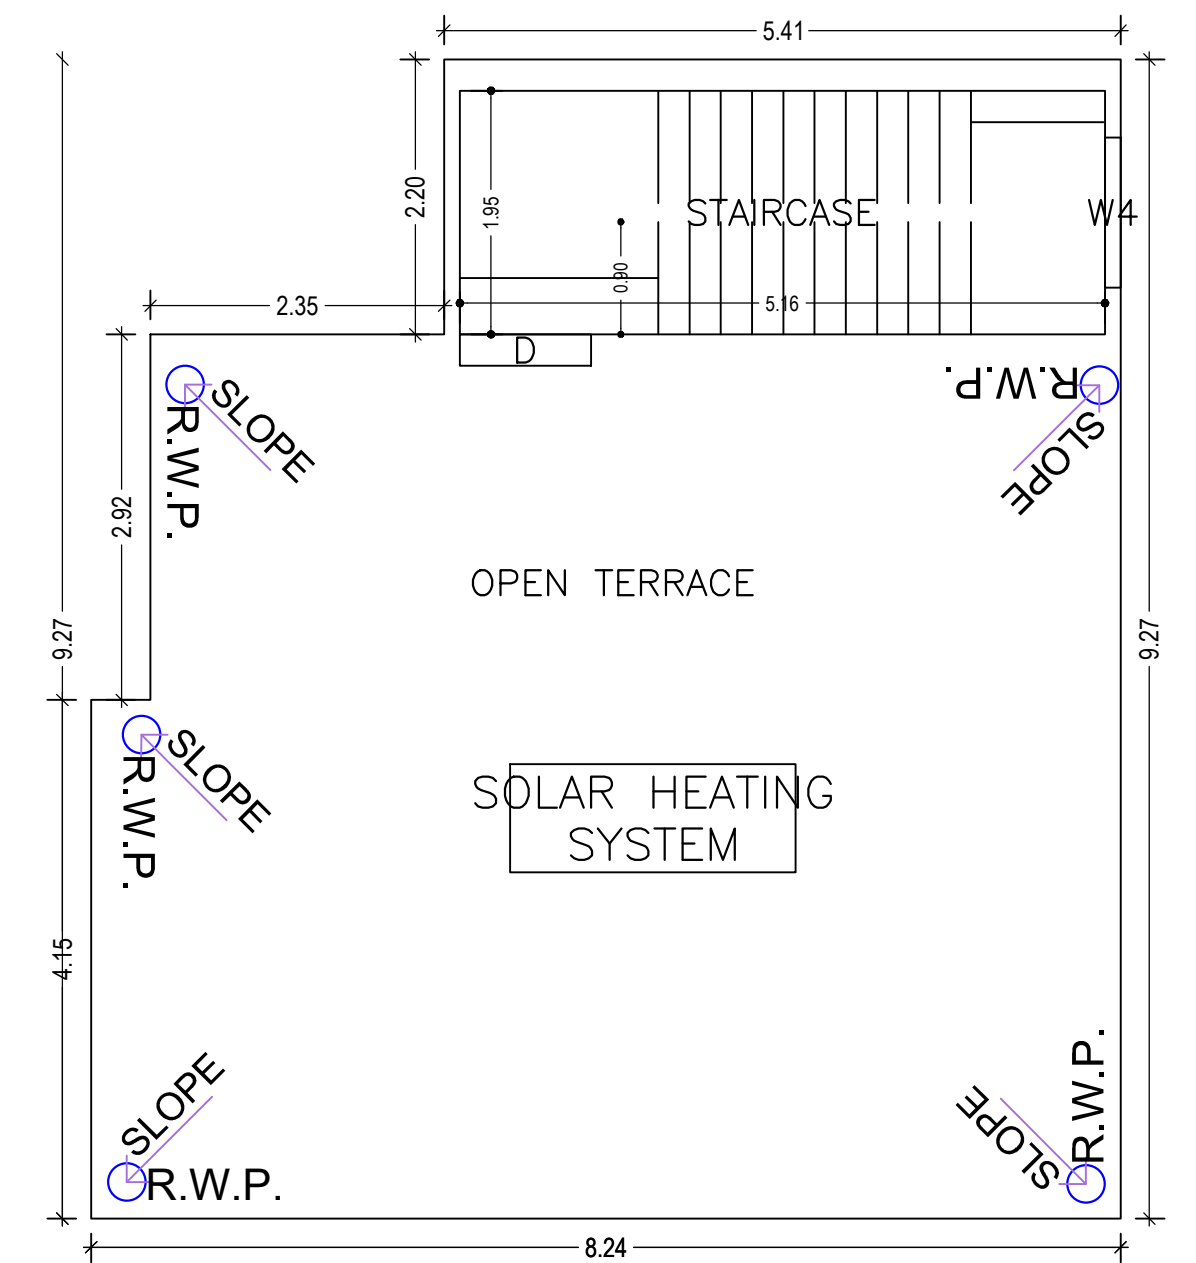 5.41
2.20
1.95
STAIRCASE
W4
0.90
2.35
5.16
D
R.W.P.
SLOPE
R.W.P.
SLOPE
2.92
OPEN TERRACE
9.27
9.27
R.W.P.
SLOPE
SOLAR HEATING
SYSTEM
4.15
SLOPE
R.W.P.
SLOPE
R.W.P.
8.24